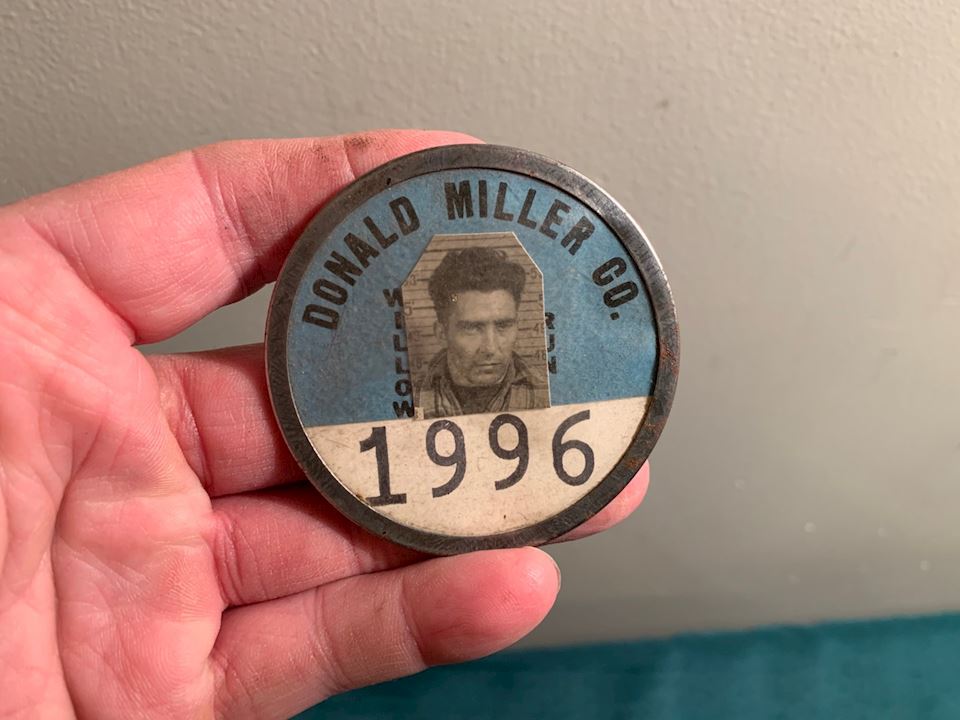 DONALD MILLER CO.
WILLOW
RUN
1996